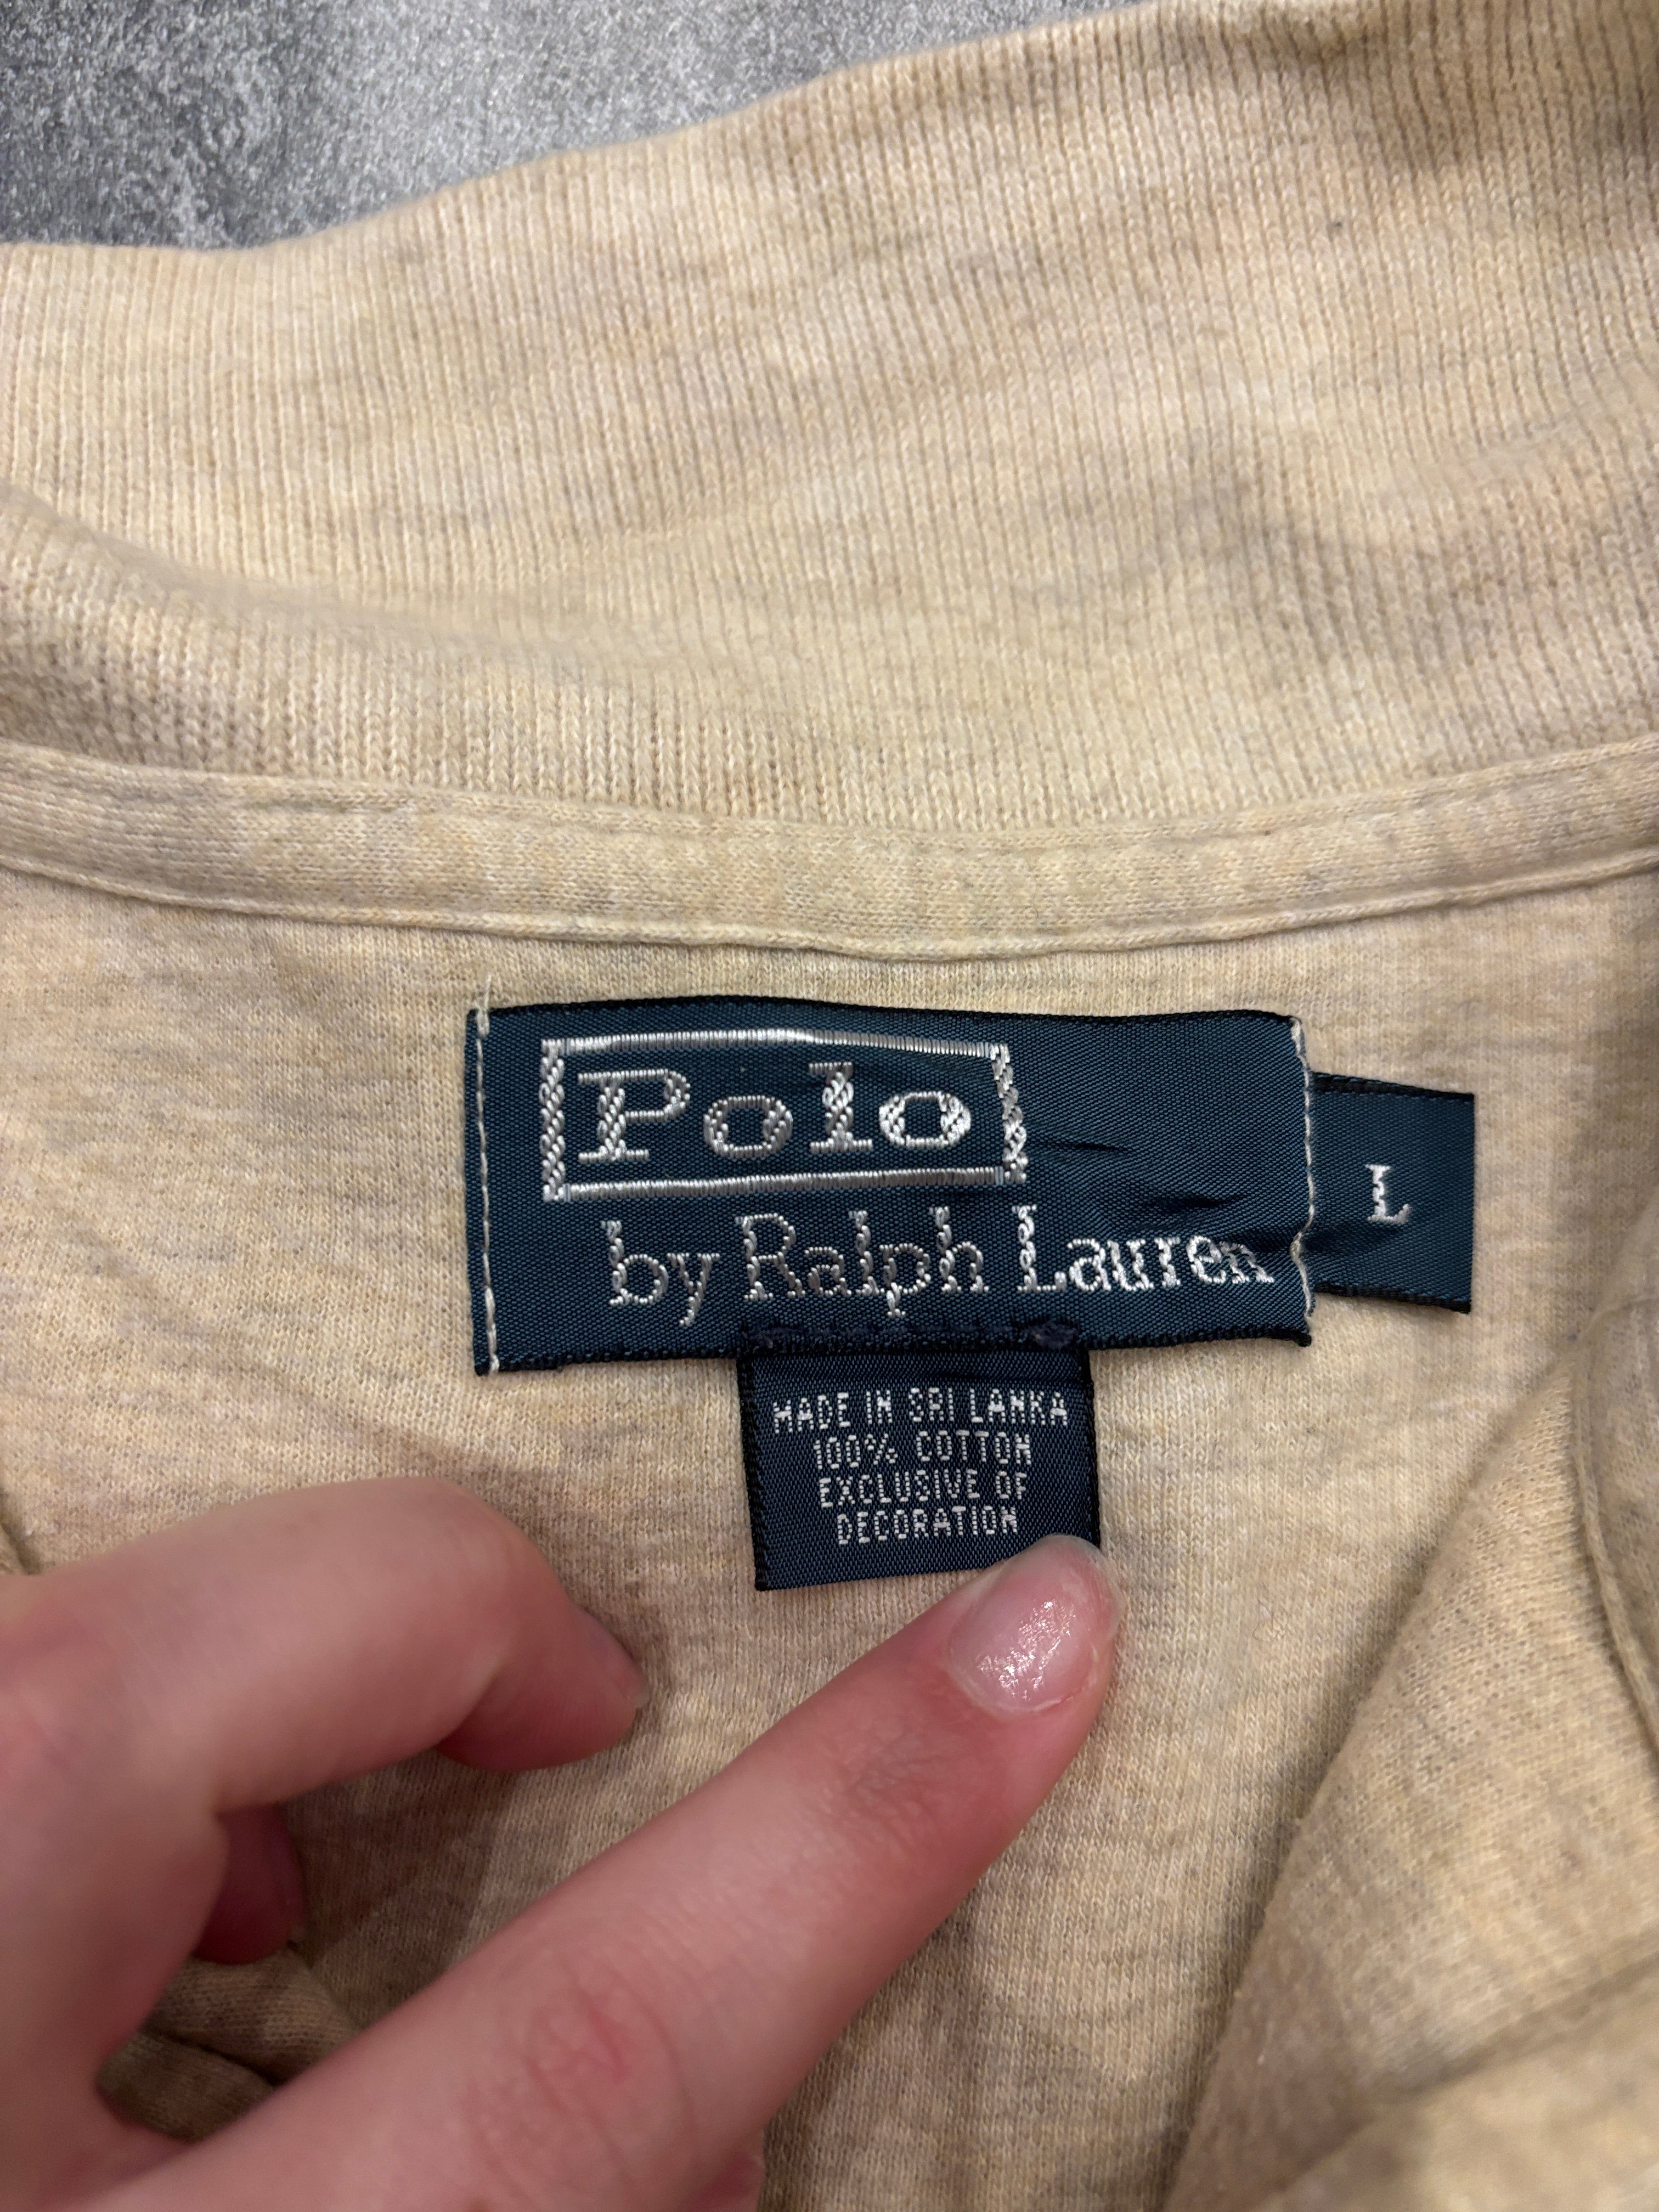 Polo
by Ralph Lauren
L
MADE IN SRI LANKA
100% COTTON
EXCLUSIVE OF
DECORATION